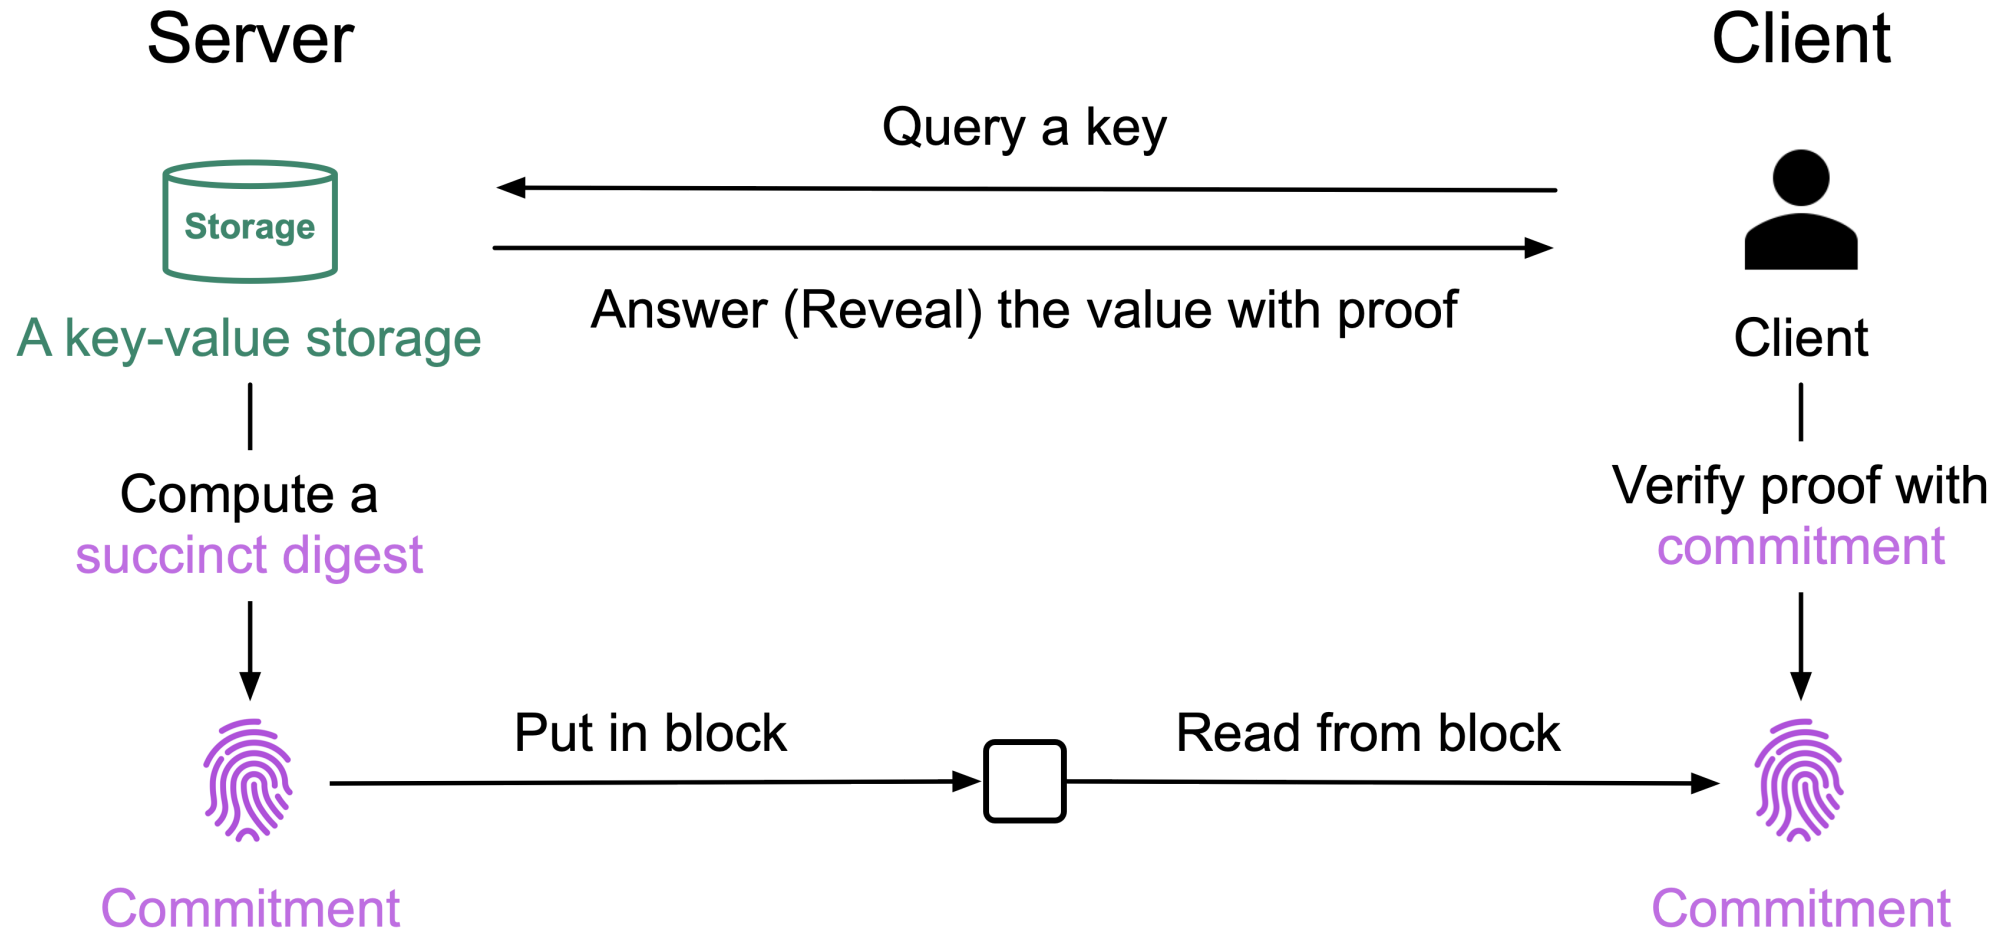 Server
Client
Query a key
Storage
Answer (Reveal) the value with proof
A key-value storage
Client
Compute a
succinct digest
Verify proof with
commitment
Put in block
Read from block
Commitment
Commitment